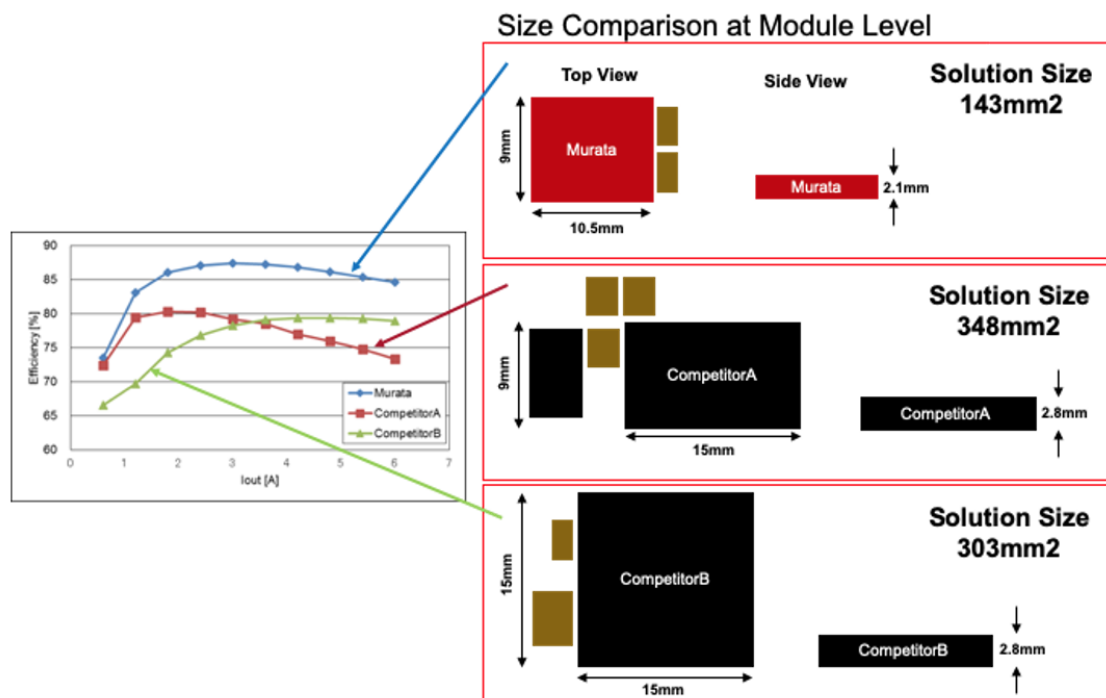 Size Comparison at Module Level
Top View
Side View
Solution Size
143mm2
9mm
Murata
10.5mm
Murata
2.1mm
90
85
80
75
70
65
60
Efficiency [%]
0 1 2 3 4 5 6 7
Iout [A]
Murata
CompetitorA
CompetitorB
Solution Size
348mm2
9mm
CompetitorA
15mm
CompetitorA
2.8mm
Solution Size
303mm2
15mm
CompetitorB
15mm
CompetitorB
2.8mm